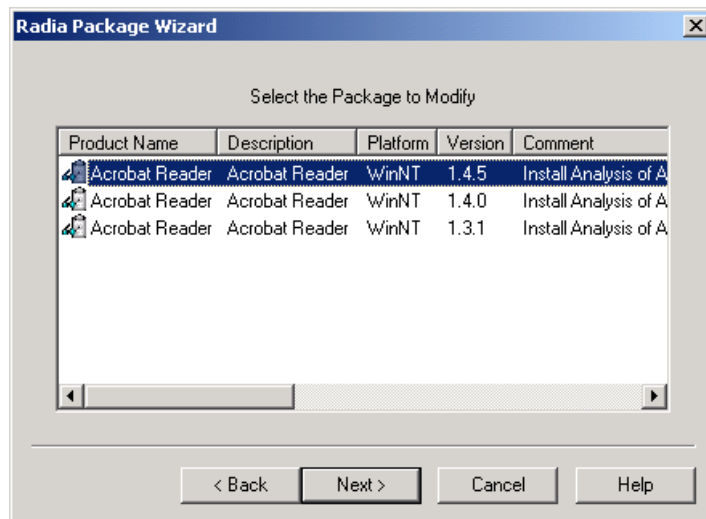 Radia Package Wizard
Select the Package to Modify
Product Name Description Platform Version Comment
Acrobat Reader Acrobat Reader WinNT 1.4.5 Install Analysis of A
Acrobat Reader Acrobat Reader WinNT 1.4.0 Install Analysis of A
Acrobat Reader Acrobat Reader WinNT 1.3.1 Install Analysis of A
< Back Next > Cancel Help